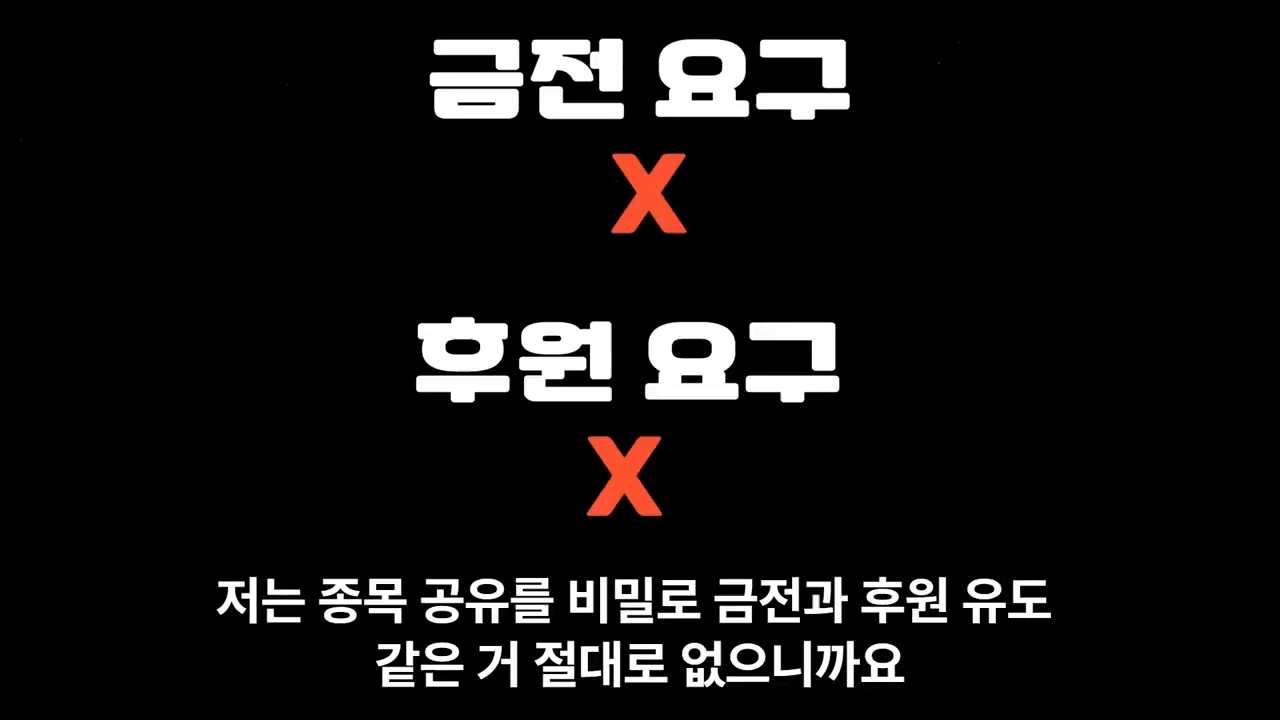 금전 요구
X
후원 요구
X
저는 종목 공유를 비밀로 금전과 후원 유도
같은 거 절대로 없으니까요